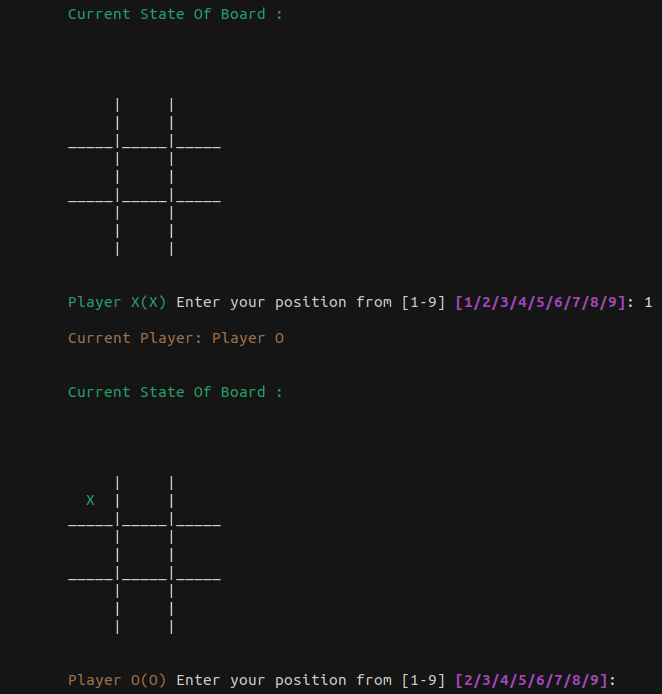 Current State Of Board :
     |     |
     |     |
_____|_____|_____
     |     |
     |     |
_____|_____|_____
     |     |
     |     |
     |     |
Player X(X) Enter your position from [1-9] [1/2/3/4/5/6/7/8/9]: 1
Current Player: Player O
Current State Of Board :
     |     |
  X  |     |
_____|_____|_____
     |     |
     |     |
_____|_____|_____
     |     |
     |     |
     |     |
Player O(O) Enter your position from [1-9] [2/3/4/5/6/7/8/9]: